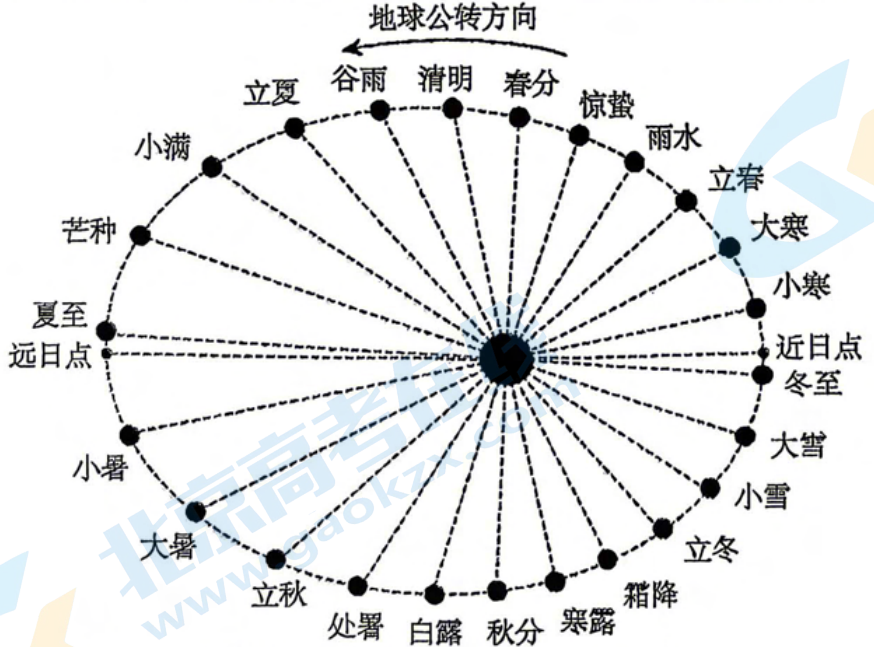 地球公转方向
春分
清明
谷雨
立夏
小满
芒种
夏至
远日点
小暑
大暑
立秋
处暑
白露
秋分
寒露
霜降
立冬
小雪
大雪
冬至
近日点
小寒
大寒
立春
雨水
惊蛰
北京高考在线
www.gaokzx.com